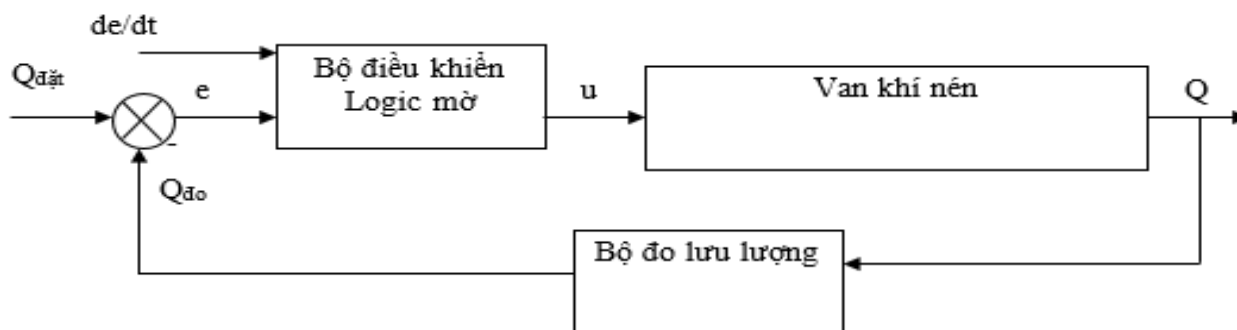 de/dt
Qđặt
e
Bộ điều khiển
Logic mờ
u
Van khí nén
Q
-
Qđo
Bộ đo lưu lượng